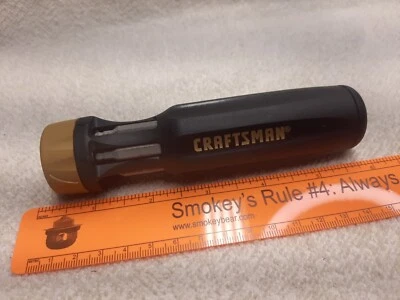 CRAFTSMAN®
Smokey's Rule #4: Always
www.smokeybear.com